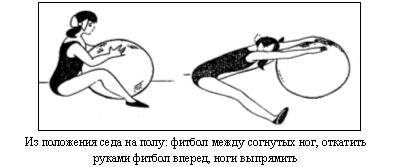 Из положения седа на полу: фитбол между согнутых ног, откатить
руками фитбол вперед, ноги выпрямить